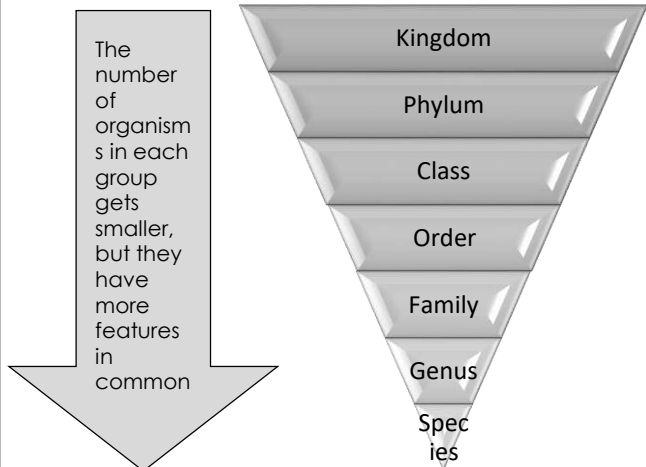 The
number
of
organism
s in each
group
gets
smaller,
but they
have
more
features
in
common
Kingdom
Phylum
Class
Order
Family
Genus
Spec
ies